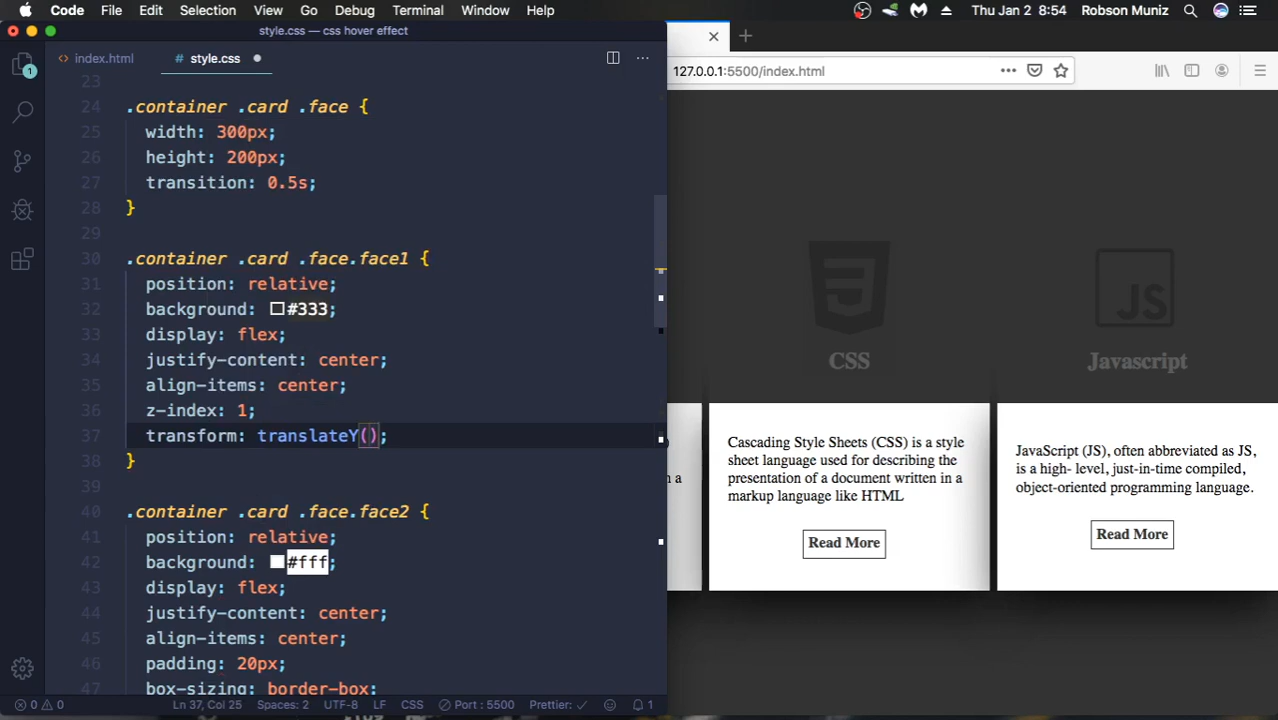 Code File Edit Selection View Go Debug Terminal Window Help Thu Jan 2 8:54 Robson Muniz
style.css — css hover effect
index.html
# style.css
127.0.0.1:5500/index.html
1
23
24 .container .card .face {
25 width: 300px;
26 height: 200px;
27 transition: 0.5s;
28 }
29
30 .container .card .face.face1 {
31 position: relative;
32 background: #333;
33 display: flex;
34 justify-content: center;
35 align-items: center;
36 z-index: 1;
37 transform: translateY();
38 }
39
40 .container .card .face.face2 {
41 position: relative;
42 background: #fff;
43 display: flex;
44 justify-content: center;
45 align-items: center;
46 padding: 20px;
47 box-sizing: border-box;
JS
CSS
Javascript
)
n a
Cascading Style Sheets (CSS) is a style
sheet language used for describing the
presentation of a document written in a
markup language like HTML
Read More
JavaScript (JS), often abbreviated as JS,
is a high- level, just-in-time compiled,
object-oriented programming language.
Read More
0 0 Ln 37, Col 25 Spaces: 2 UTF-8 LF CSS Port : 5500 Prettier: ✓ 1